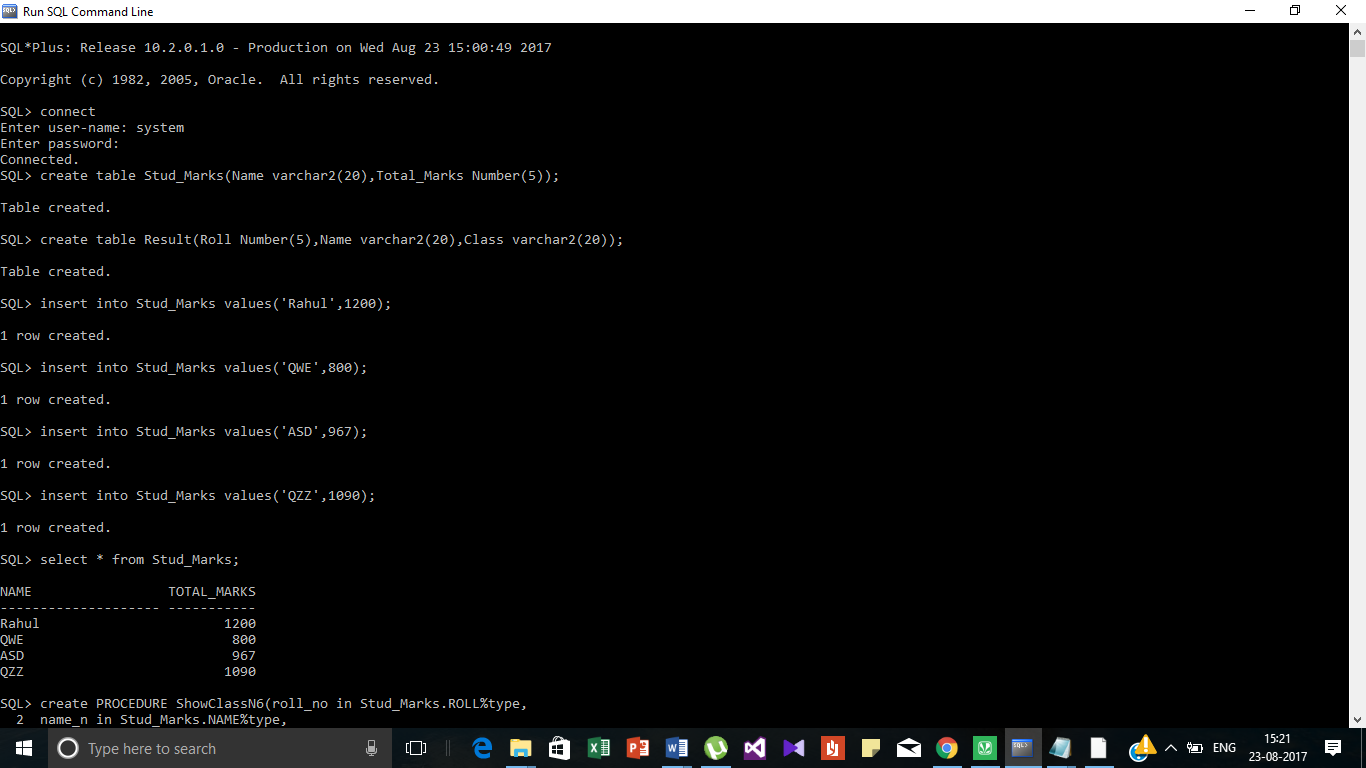 Run SQL Command Line
SQL*Plus: Release 10.2.0.1.0 - Production on Wed Aug 23 15:00:49 2017
Copyright (c) 1982, 2005, Oracle.  All rights reserved.
SQL> connect
Enter user-name: system
Enter password:
Connected.
SQL> create table Stud_Marks(Name varchar2(20),Total_Marks Number(5));
Table created.
SQL> create table Result(Roll Number(5),Name varchar2(20),Class varchar2(20));
Table created.
SQL> insert into Stud_Marks values('Rahul',1200);
1 row created.
SQL> insert into Stud_Marks values('QWE',800);
1 row created.
SQL> insert into Stud_Marks values('ASD',967);
1 row created.
SQL> insert into Stud_Marks values('QZZ',1090);
1 row created.
SQL> select * from Stud_Marks;
NAME                 TOTAL_MARKS
-------------------- -----------
Rahul                       1200
QWE                          800
ASD                          967
QZZ                         1090
SQL> create PROCEDURE ShowClassN6(roll_no in Stud_Marks.ROLL%type,
  2  name_n in Stud_Marks.NAME%type,
Type here to search
ENG
15:21
23-08-2017